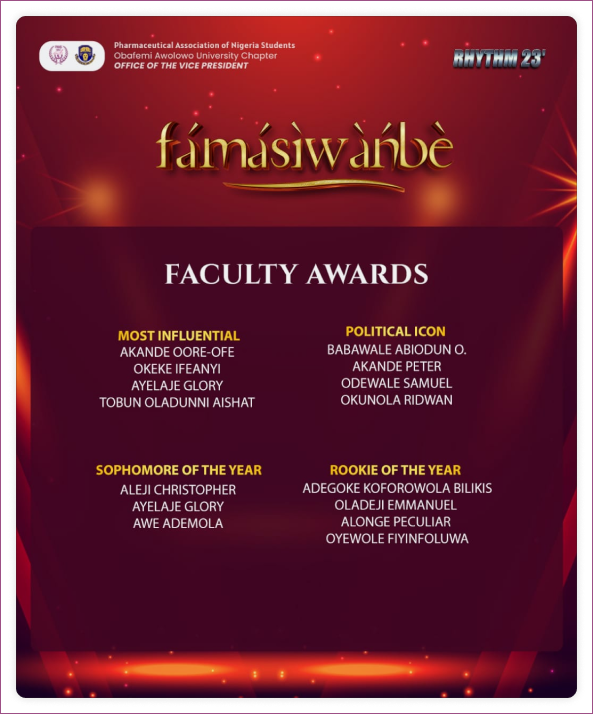 Pharmaceutical Association of Nigeria Students
Obafemi Awolowo University Chapter
OFFICE OF THE VICE PRESIDENT
RHYTHM 23'
fámásìwàńbè
FACULTY AWARDS
MOST INFLUENTIAL
AKANDE OORE-OFE
OKEKE IFEANYI
AYELAJE GLORY
TOBUN OLADUNNI AISHAT
POLITICAL ICON
BABAWALE ABIODUN O.
AKANDE PETER
ODEWALE SAMUEL
OKUNOLA RIDWAN
SOPHOMORE OF THE YEAR
ALEJI CHRISTOPHER
AYELAJE GLORY
AWE ADEMOLA
ROOKIE OF THE YEAR
ADEGOKE KOFOROWOLA BILIKIS
OLADEJI EMMANUEL
ALONGE PECULIAR
OYEWOLE FIYINFOLUWA